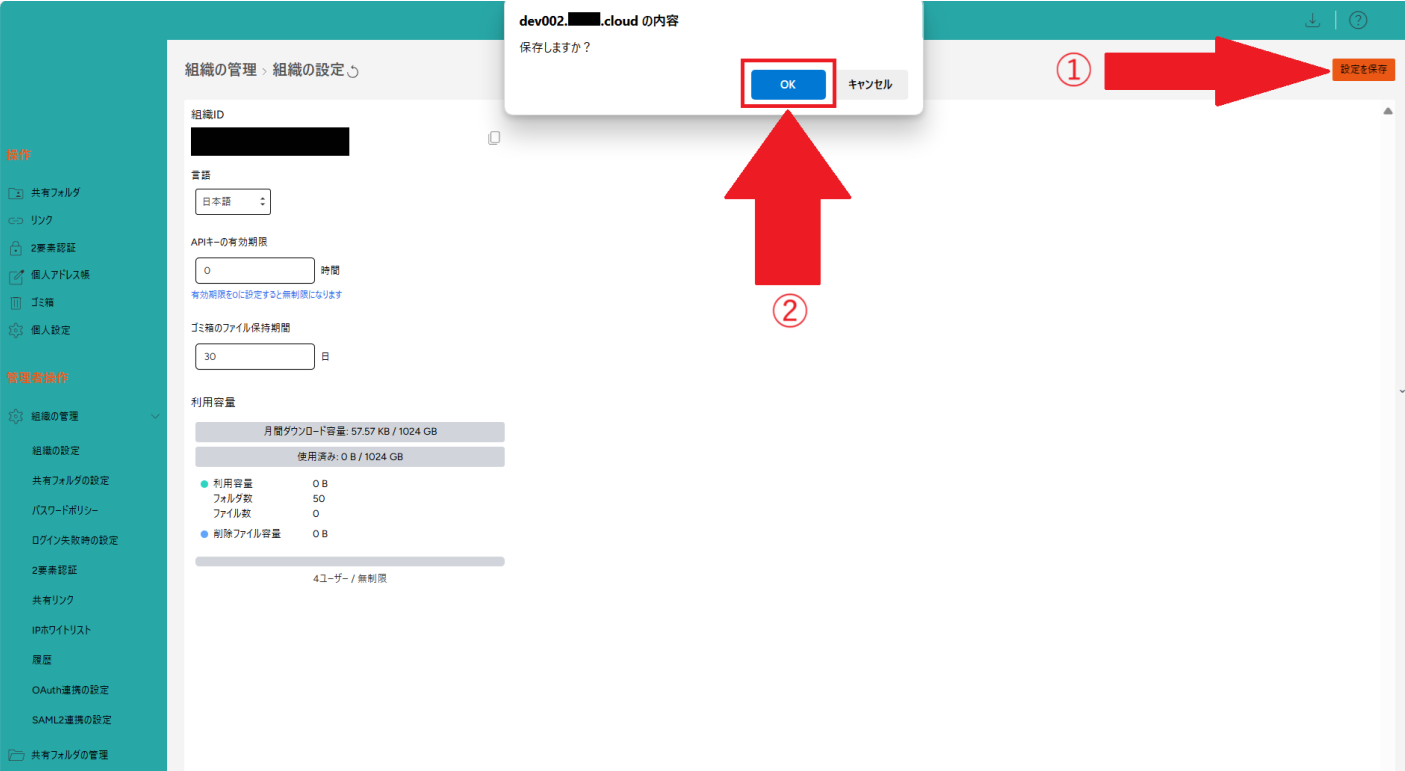 dev002.
.cloud の内容
保存しますか？
OK
キャンセル
①
設定を保存
②
操作
共有フォルダ
リンク
2要素認証
個人アドレス帳
ゴミ箱
個人設定
管理者操作
組織の管理
組織の設定
共有フォルダの設定
パスワードポリシー
ログイン失敗時の設定
2要素認証
共有リンク
IPホワイトリスト
履歴
OAuth連携の設定
SAML2連携の設定
共有フォルダの管理
組織の管理 › 組織の設定
組織ID
言語
日本語
APIキーの有効期限
0 時間
有効期限を0に設定すると無制限になります
ゴミ箱のファイル保持期間
30 日
利用容量
月間ダウンロード容量: 57.57 KB / 1024 GB
使用済み: 0 B / 1024 GB
利用容量 0 B
フォルダ数 50
ファイル数 0
削除ファイル容量 0 B
4ユーザー / 無制限